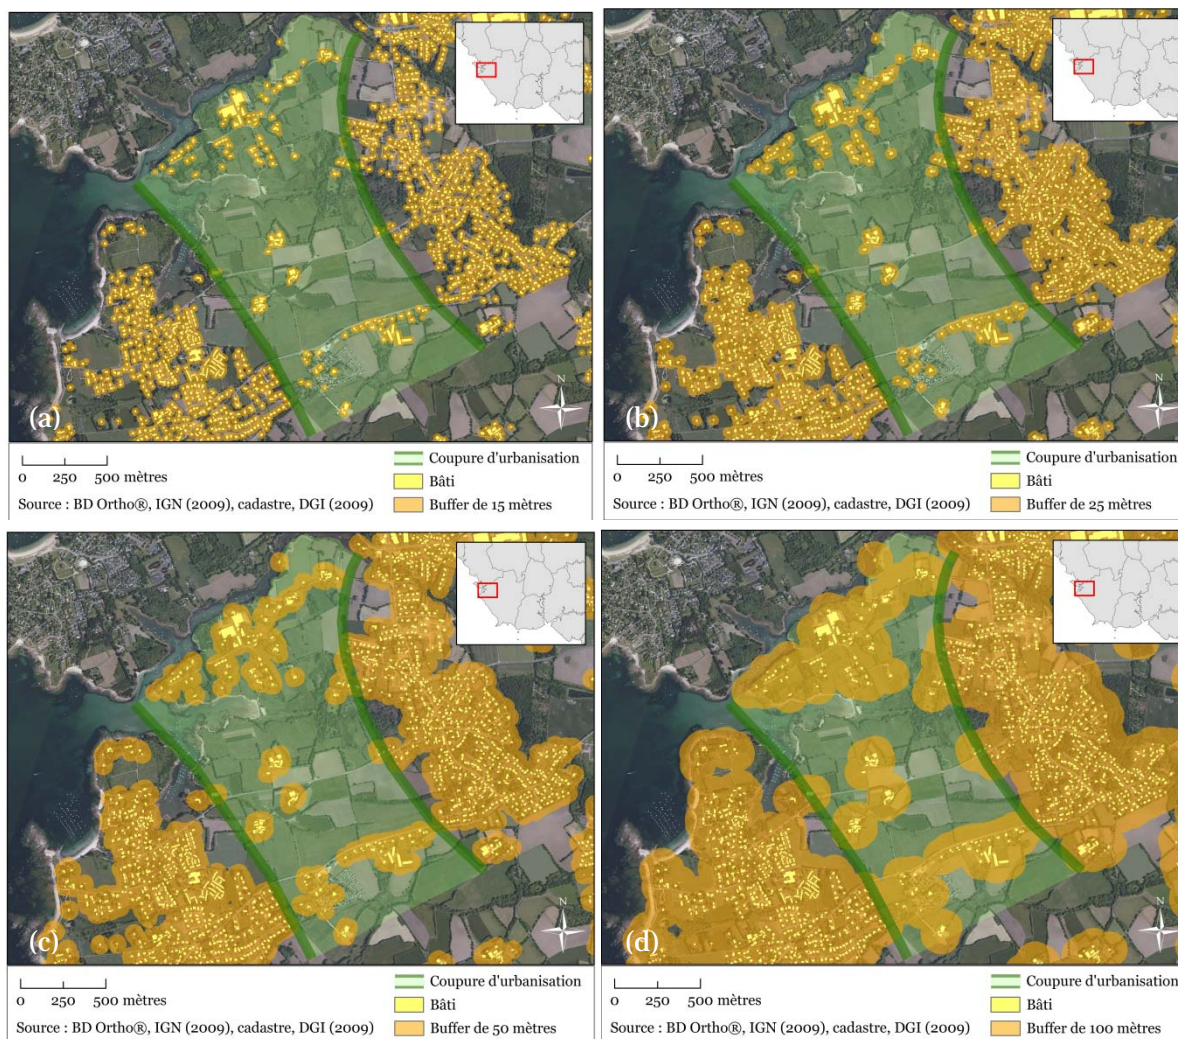 N
(a)
0 250 500 mètres
Source : BD Ortho®, IGN (2009), cadastre, DGI (2009)
Coupure d'urbanisation
Bâti
Buffer de 15 mètres
N
(b)
0 250 500 mètres
Source : BD Ortho®, IGN (2009), cadastre, DGI (2009)
Coupure d'urbanisation
Bâti
Buffer de 25 mètres
N
(c)
0 250 500 mètres
Source : BD Ortho®, IGN (2009), cadastre, DGI (2009)
Coupure d'urbanisation
Bâti
Buffer de 50 mètres
N
(d)
0 250 500 mètres
Source : BD Ortho®, IGN (2009), cadastre, DGI (2009)
Coupure d'urbanisation
Bâti
Buffer de 100 mètres